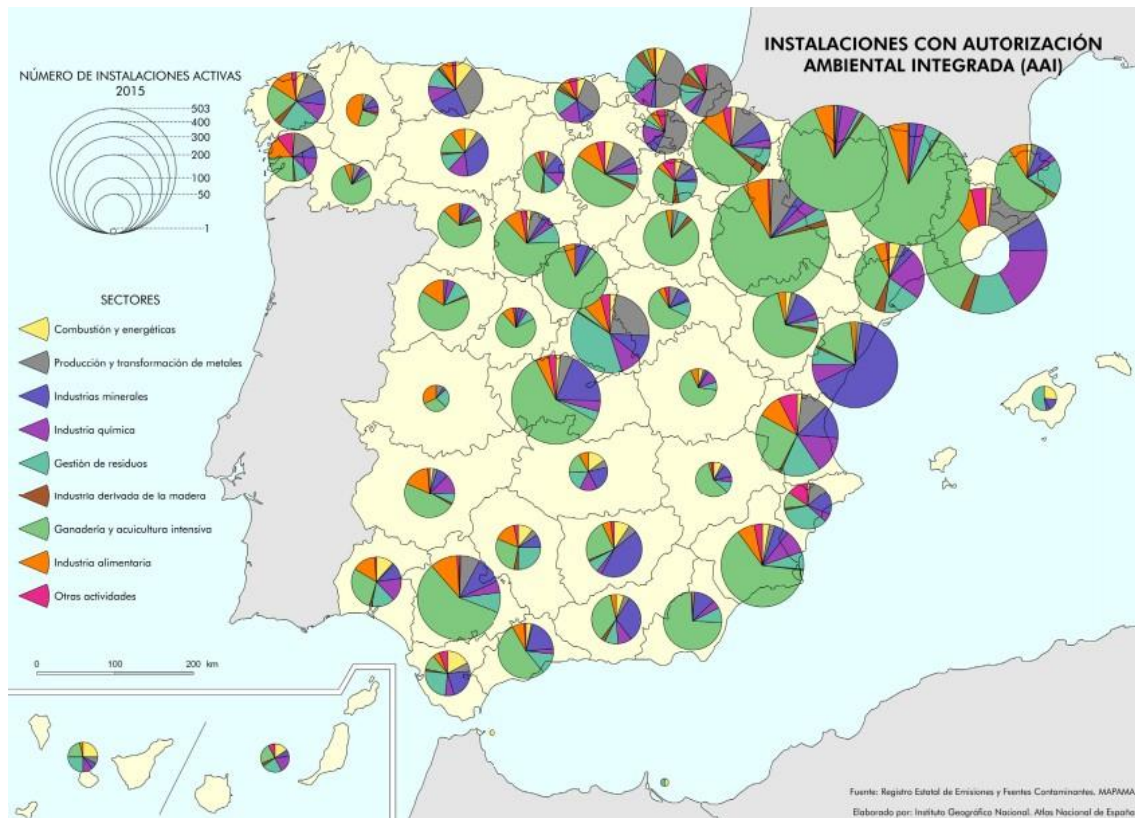 INSTALACIONES CON AUTORIZACIÓN
AMBIENTAL INTEGRADA (AAI)
NÚMERO DE INSTALACIONES ACTIVAS
2015
503
400
300
200
100
50
1
SECTORES
Combustión y energéticas
Producción y transformación de metales
Industrias minerales
Industria química
Gestión de residuos
Industria derivada de la madera
Ganadería y acuicultura intensiva
Industria alimentaria
Otras actividades
0 100 200 km
Fuente: Registro Estatal de Emisiones y Fuentes Contaminantes, MAPAMA
Elaborado por: Instituto Geográfico Nacional. Atlas Nacional de España